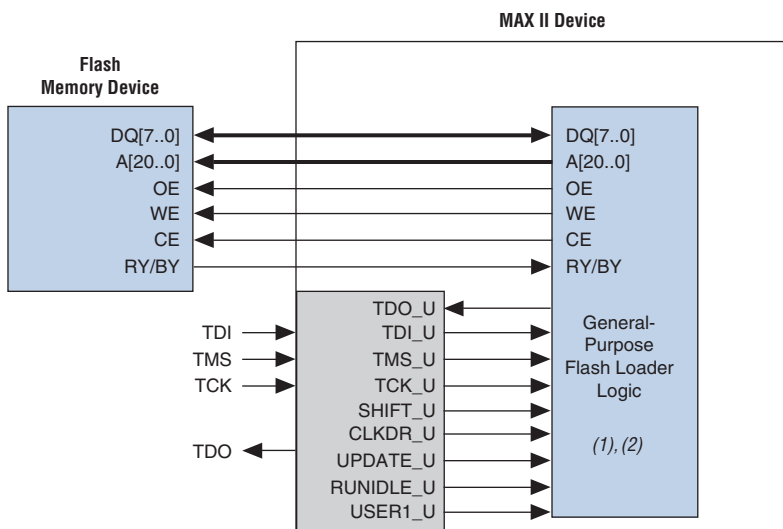 MAX II Device
Flash
Memory Device
DQ[7..0]
A[20..0]
OE
WE
CE
RY/BY
DQ[7..0]
A[20..0]
OE
WE
CE
RY/BY
TDI
TMS
TCK
TDO
TDO_U
TDI_U
TMS_U
TCK_U
SHIFT_U
CLKDR_U
UPDATE_U
RUNIDLE_U
USER1_U
General-
Purpose
Flash Loader
Logic
(1), (2)